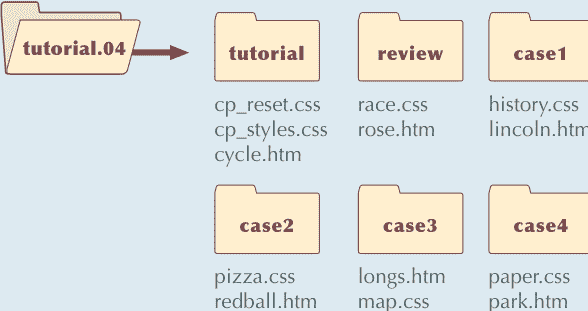 tutorial.04
tutorial
cp_reset.css
cp_styles.css
cycle.htm
review
race.css
rose.htm
case1
history.css
lincoln.htm
case2
pizza.css
redball.htm
case3
longs.htm
map.css
case4
paper.css
park.htm